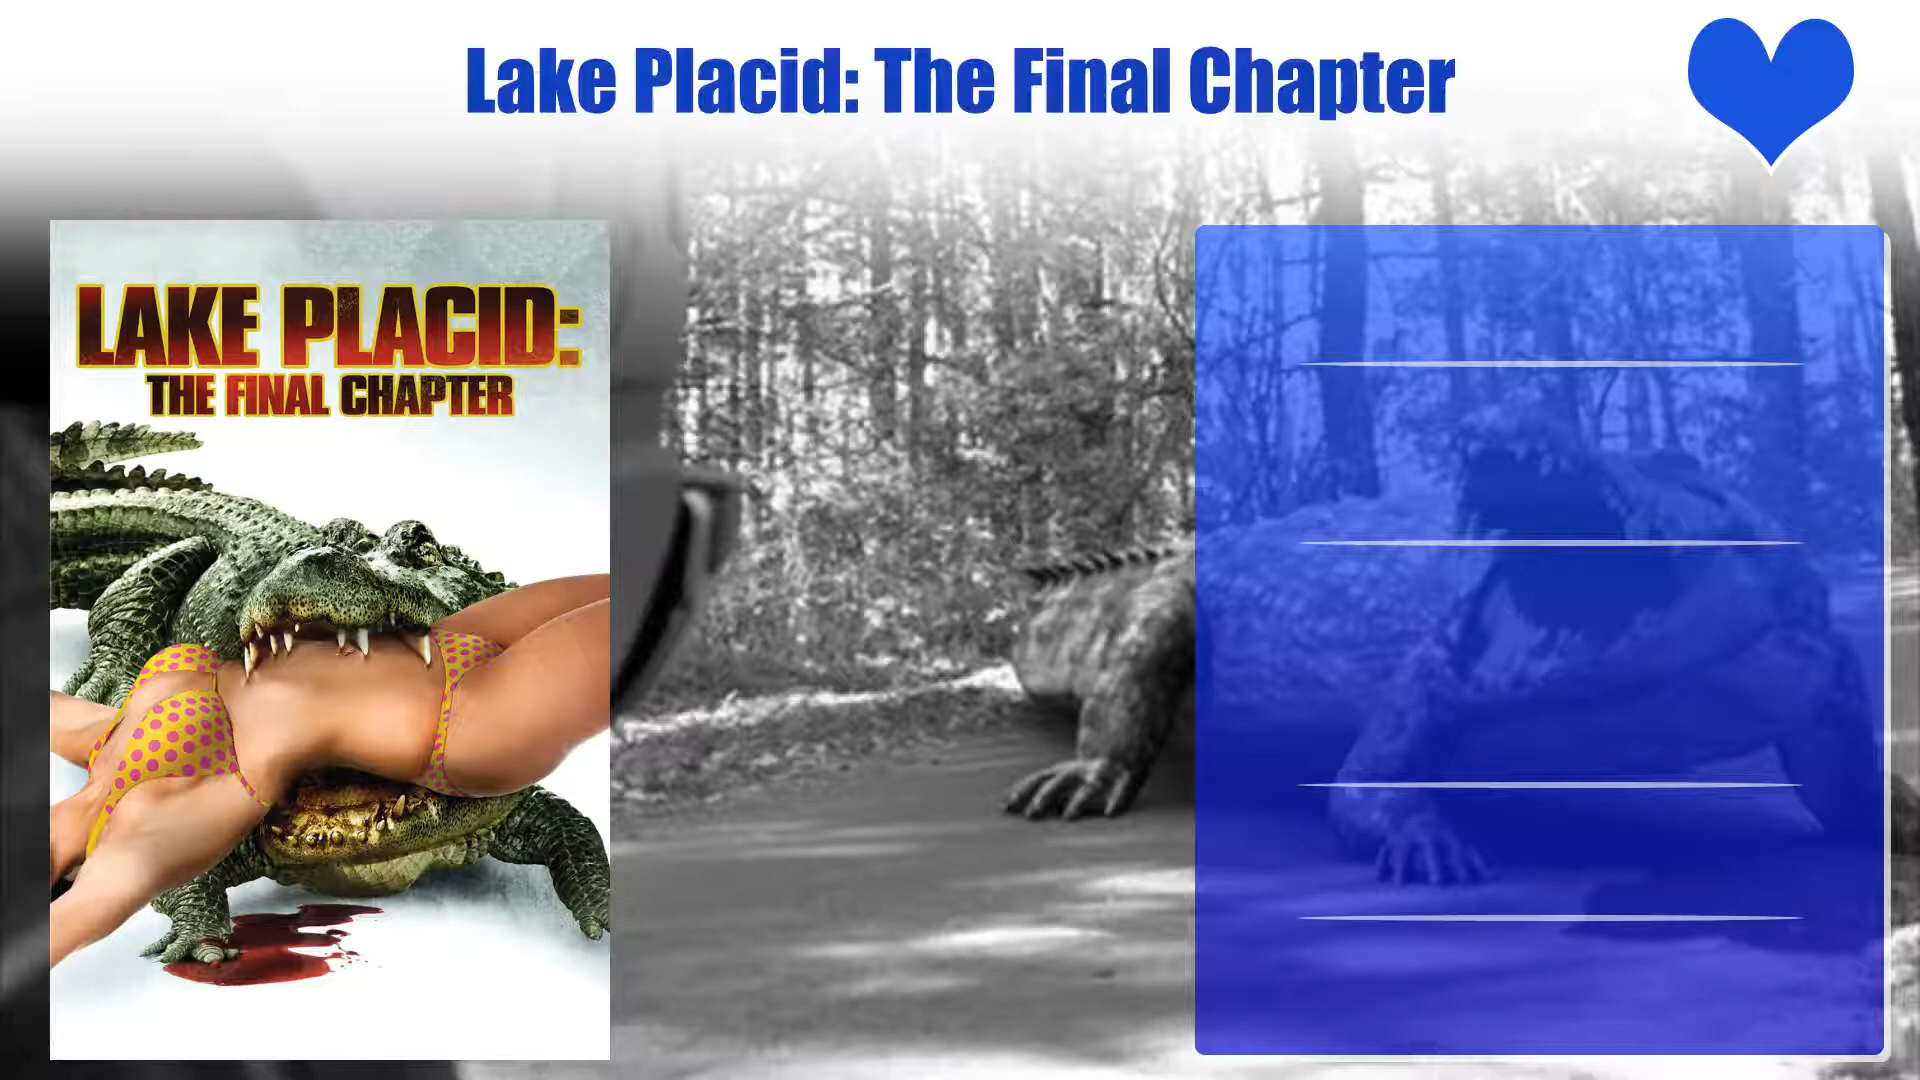 Lake Placid: The Final Chapter
LAKE PLACID:
THE FINAL CHAPTER